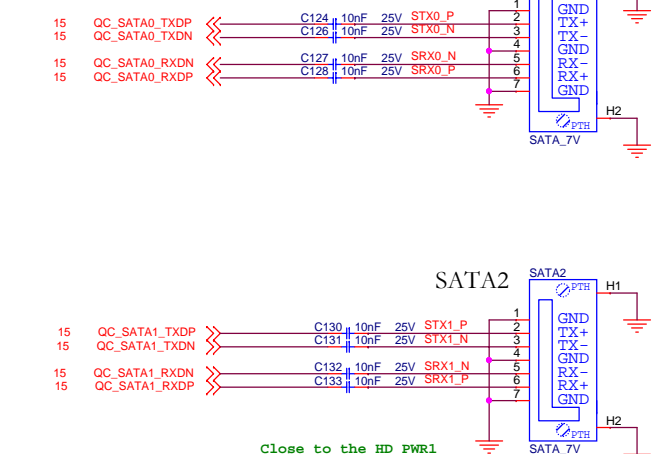 1 GND
15 QC_SATA0_TXDP C124 10nF 25V STX0_P 2 TX+
15 QC_SATA0_TXDN C126 10nF 25V STX0_N 3 TX-
4 GND
15 QC_SATA0_RXDN C127 10nF 25V SRX0_N 5 RX-
15 QC_SATA0_RXDP C128 10nF 25V SRX0_P 6 RX+
7 GND
PTH H2
SATA_7V
SATA2 SATA2
PTH H1
1 GND
15 QC_SATA1_TXDP C130 10nF 25V STX1_P 2 TX+
15 QC_SATA1_TXDN C131 10nF 25V STX1_N 3 TX-
4 GND
15 QC_SATA1_RXDN C132 10nF 25V SRX1_N 5 RX-
15 QC_SATA1_RXDP C133 10nF 25V SRX1_P 6 RX+
7 GND
PTH H2
Close to the HD PWR1 SATA_7V